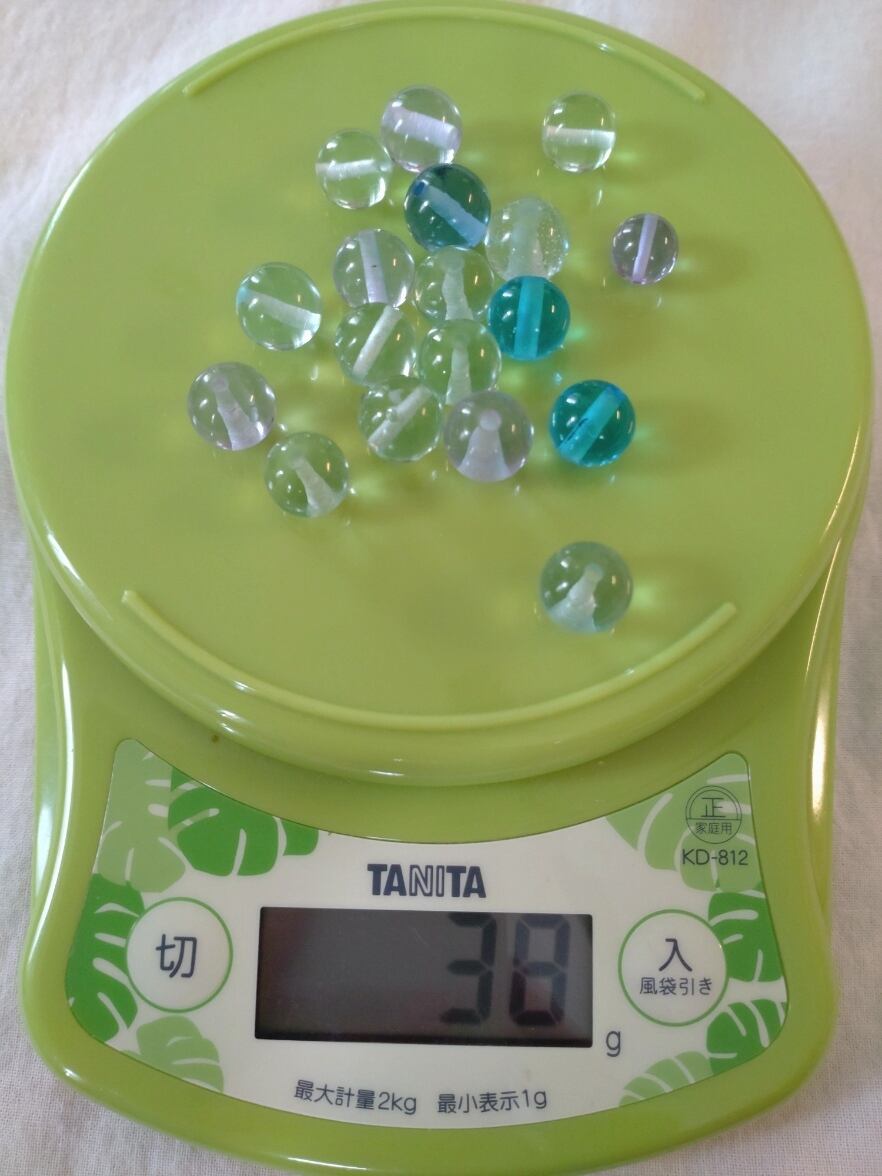 正
家庭用
KD-812
TANITA
切
38
g
入
風袋引き
最大計量2kg 最小表示1g